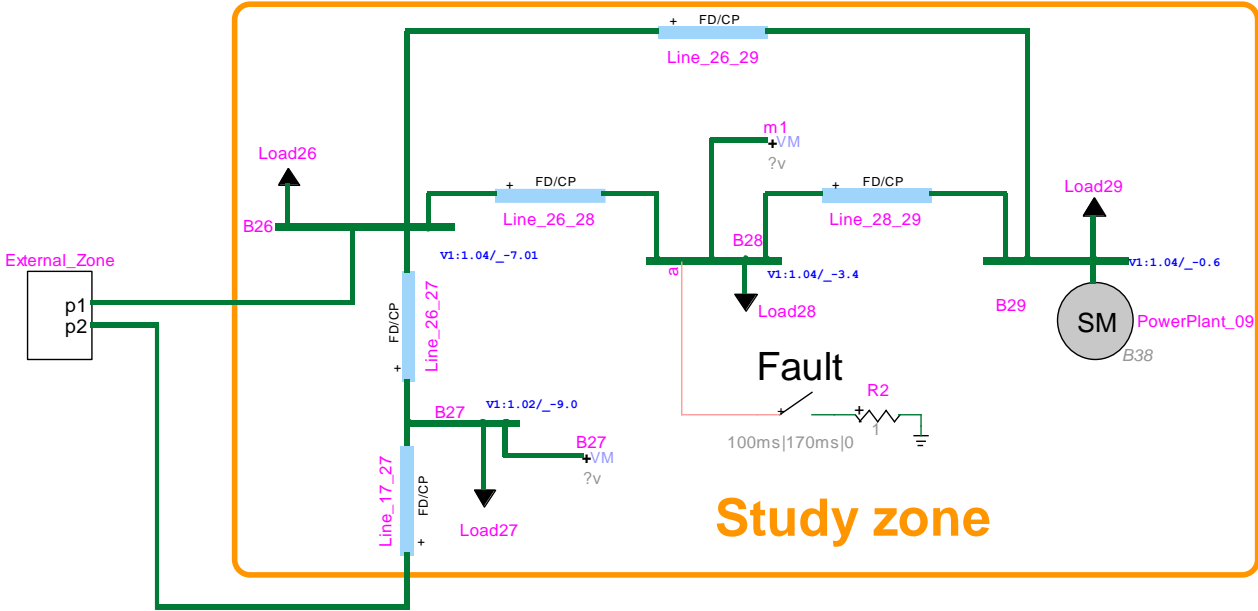 + FD/CP
Line_26_29
m1
+VM
?v
Load26
+ FD/CP
Line_26_28
+ FD/CP
Line_28_29
Load29
B26
B28
V1:1.04/_-7.01
a
V1:1.04/_-3.4
V1:1.04/_-0.6
External_Zone
p1
p2
Load28
B29
SM
PowerPlant_09
B38
FD/CP
Line_26_27
+
Fault
R2
+
+
1
100ms|170ms|0
V1:1.02/_-9.0
B27
B27
+VM
?v
Line_17_27
FD/CP
+
Load27
Study zone